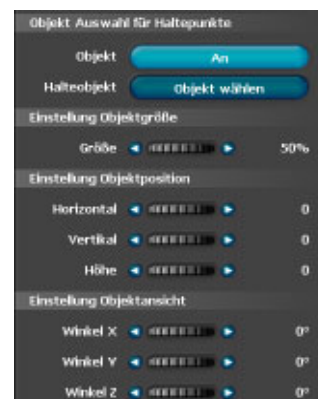 Objekt Auswahl für Haltepunkte
Objekt An
Halteobjekt Objekt wählen
Einstellung Objektgröße
Größe 50%
Einstellung Objektposition
Horizontal 0
Vertikal 0
Höhe 0
Einstellung Objektansicht
Winkel X 0°
Winkel Y 0°
Winkel Z 0°